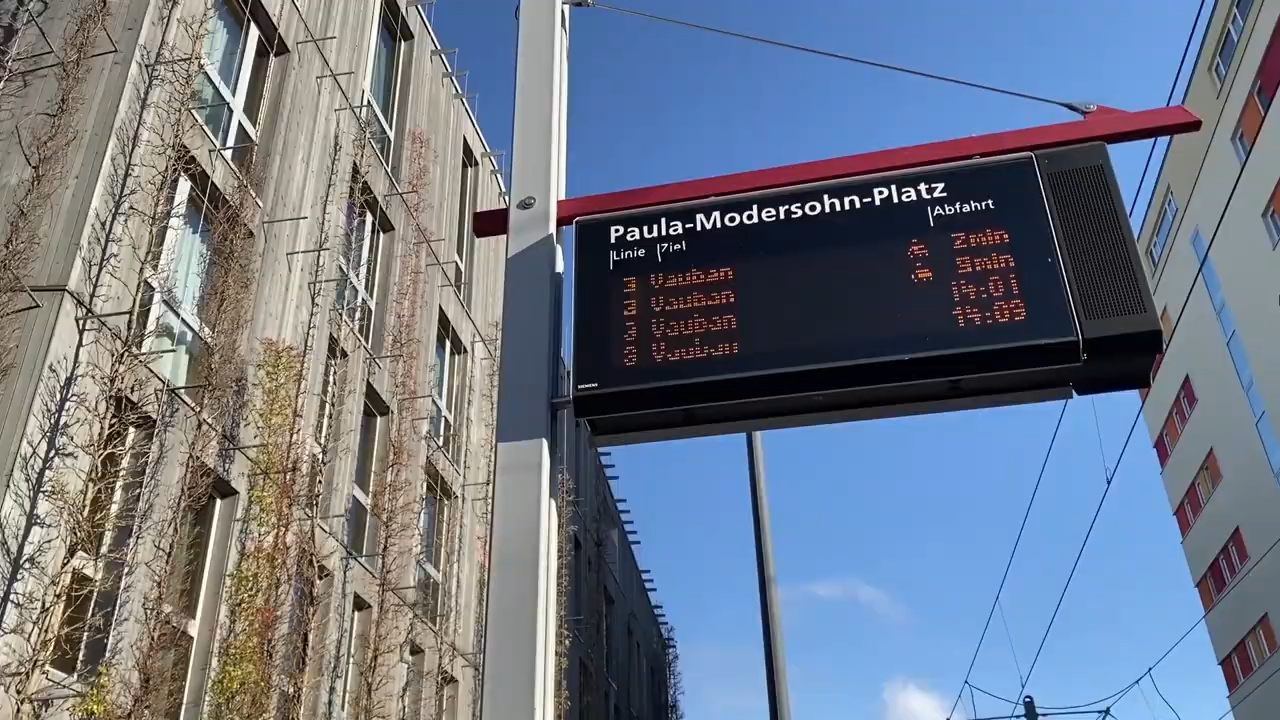 Paula-Modersohn-Platz
Linie Ziel Abfahrt
3 Vauban 2min
3 Vauban 9min
3 Vauban 14:01
3 Vauban 14:09
SIEMENS